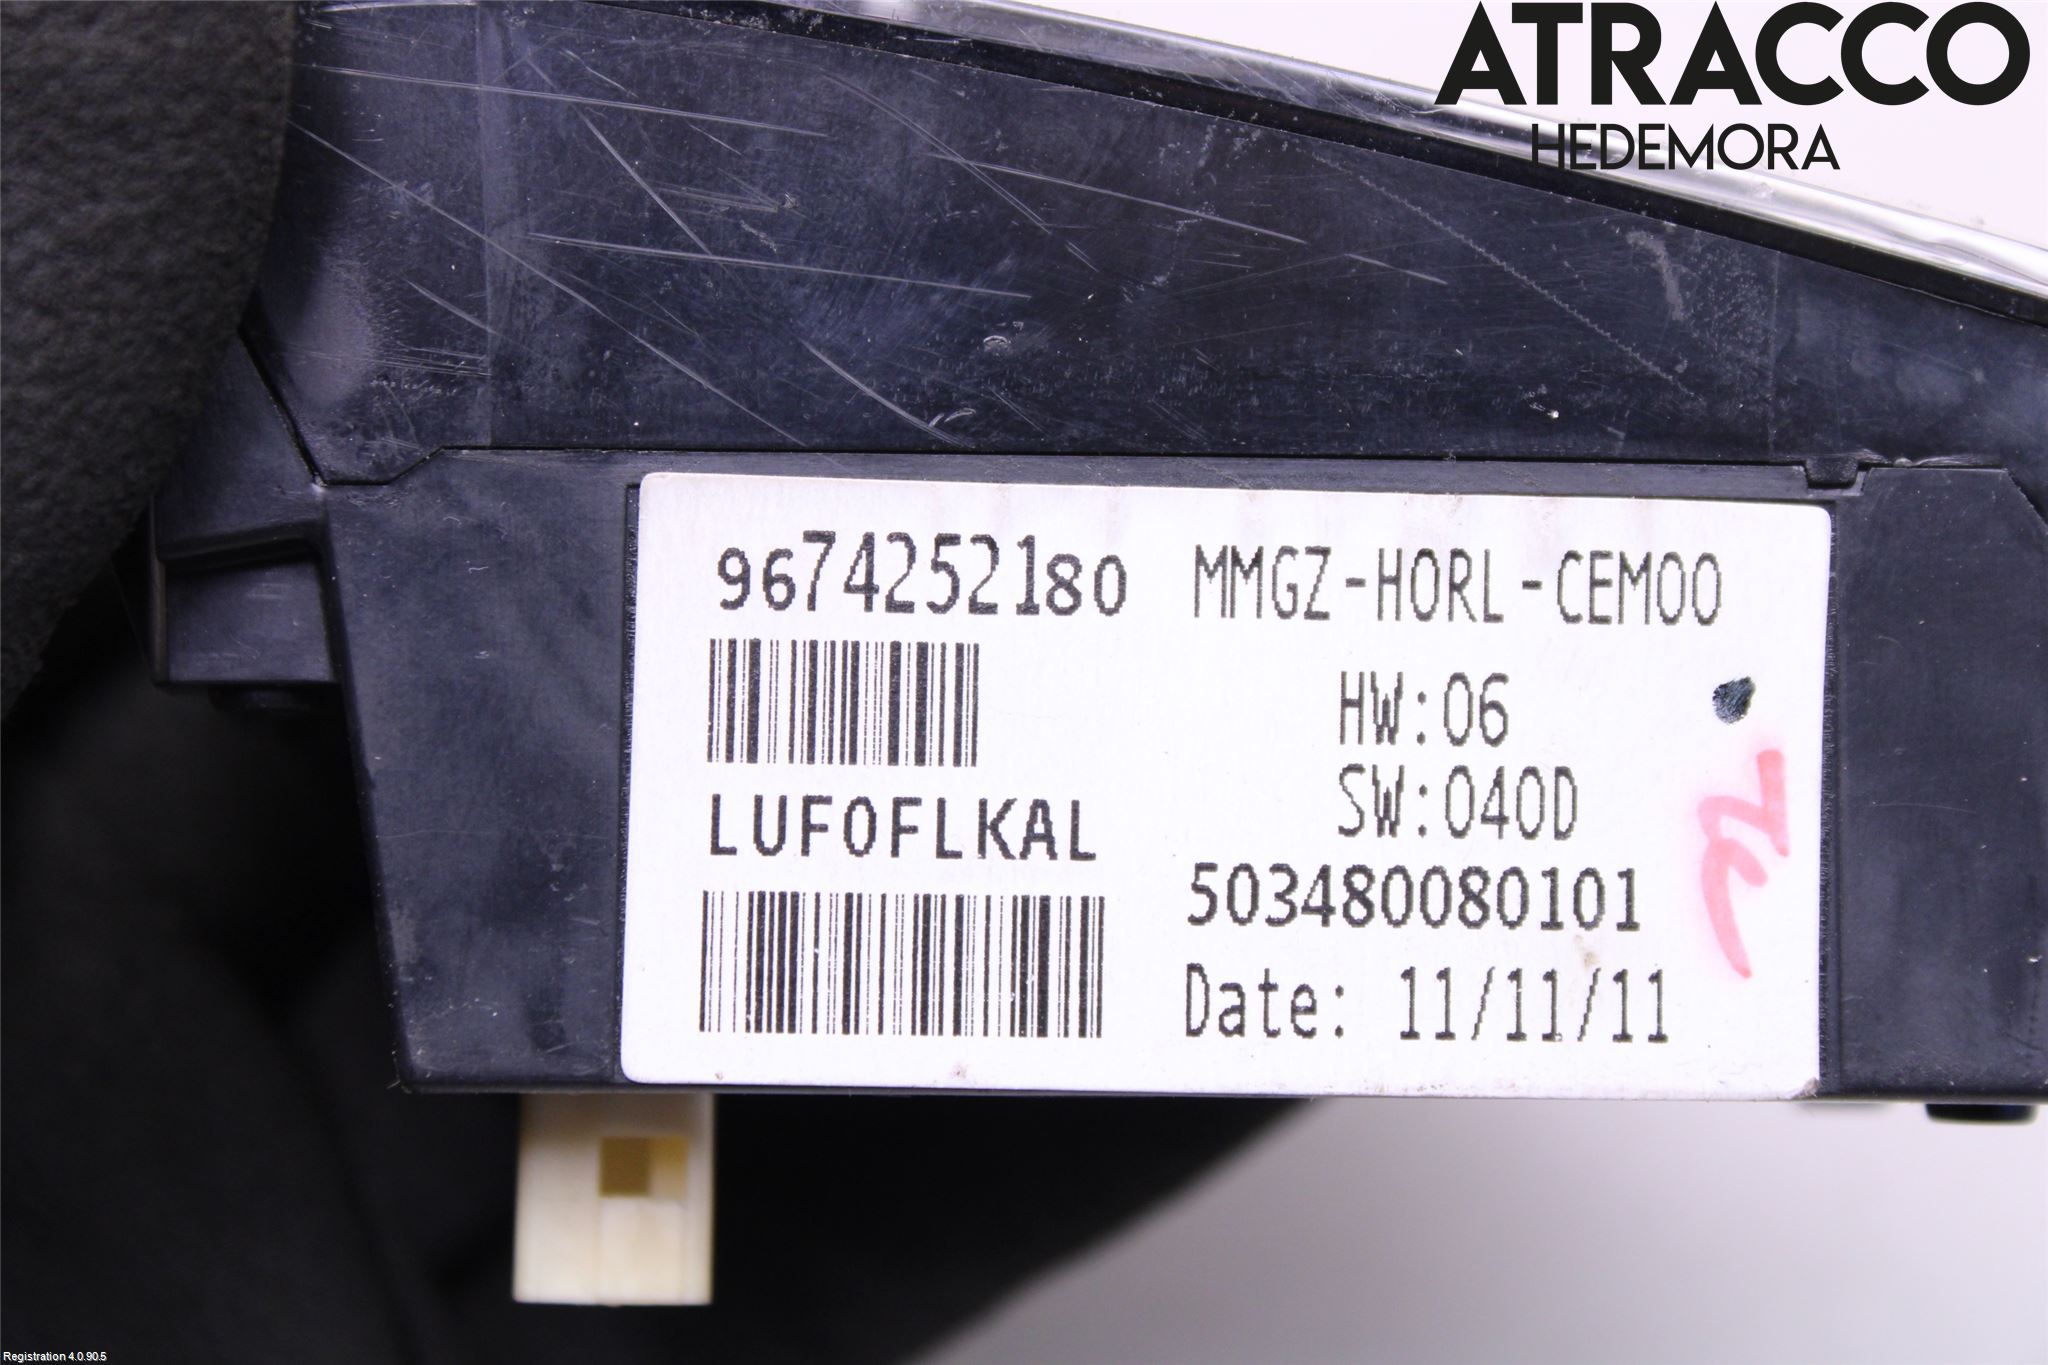 ATRACCO
HEDEMORA
9674252180 MMGZ-HORL-CEM00
HW:06
SW:040D
LUF0FLKAL
503480080101
Date: 11/11/11
Registration 4.0.90.5